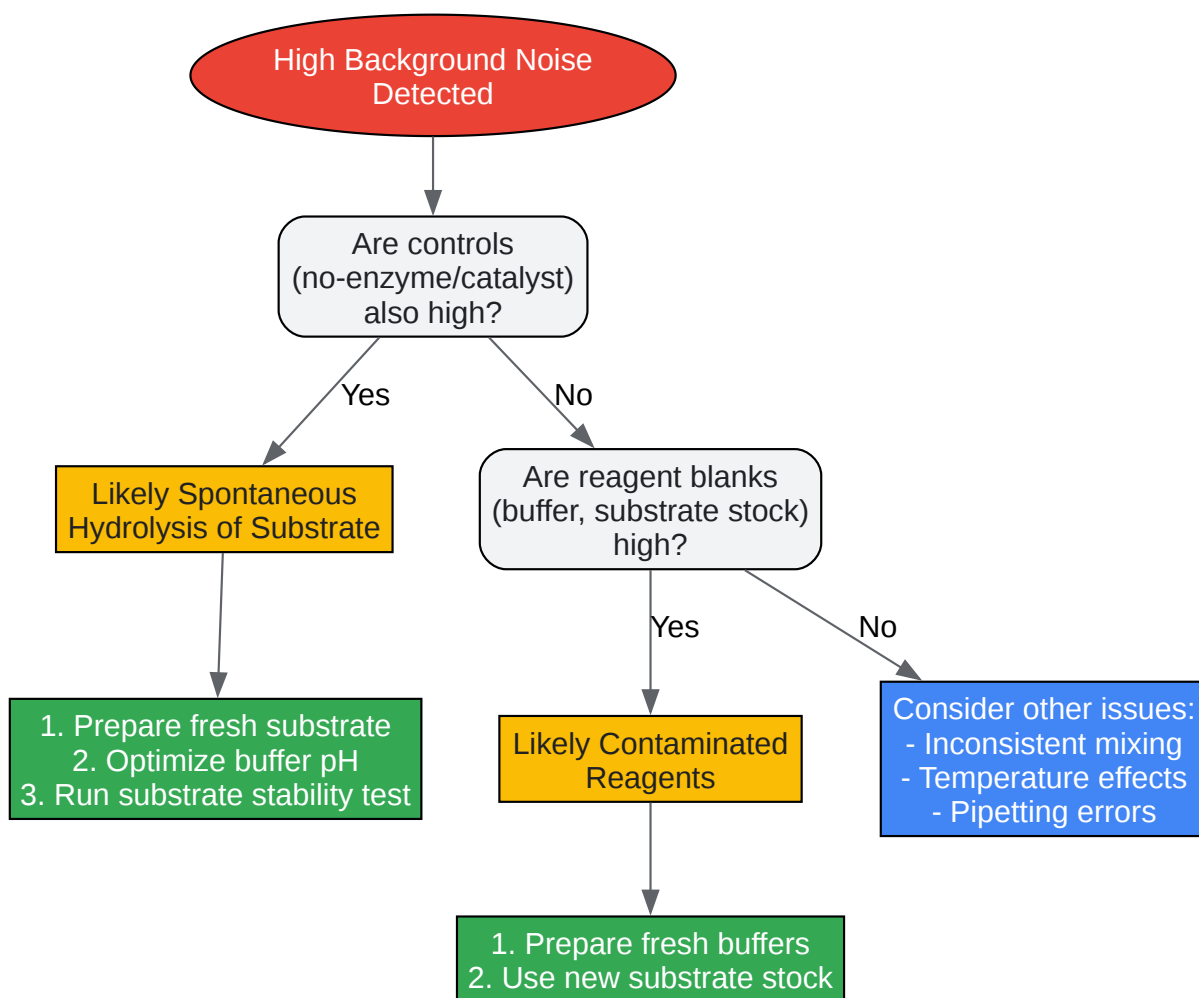 High Background Noise
Detected
Are controls
(no-enzyme/catalyst)
also high?
Yes
No
Likely Spontaneous
Hydrolysis of Substrate
Are reagent blanks
(buffer, substrate stock)
high?
Yes
No
1. Prepare fresh substrate
2. Optimize buffer pH
3. Run substrate stability test
Likely Contaminated
Reagents
Consider other issues:
- Inconsistent mixing
- Temperature effects
- Pipetting errors
1. Prepare fresh buffers
2. Use new substrate stock